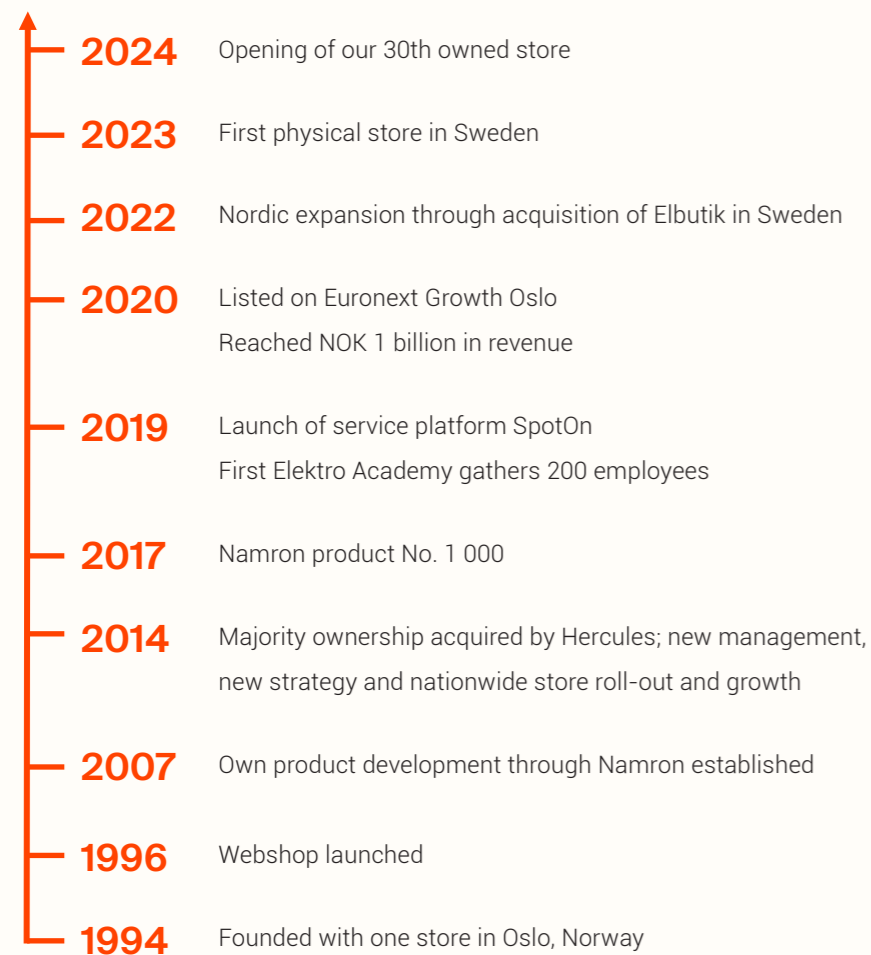 2024 Opening of our 30th owned store
2023 First physical store in Sweden
2022 Nordic expansion through acquisition of Elbutik in Sweden
2020 Listed on Euronext Growth Oslo
Reached NOK 1 billion in revenue
2019 Launch of service platform SpotOn
First Elektro Academy gathers 200 employees
2017 Namron product No. 1 000
2014 Majority ownership acquired by Hercules; new management,
new strategy and nationwide store roll-out and growth
2007 Own product development through Namron established
1996 Webshop launched
1994 Founded with one store in Oslo, Norway